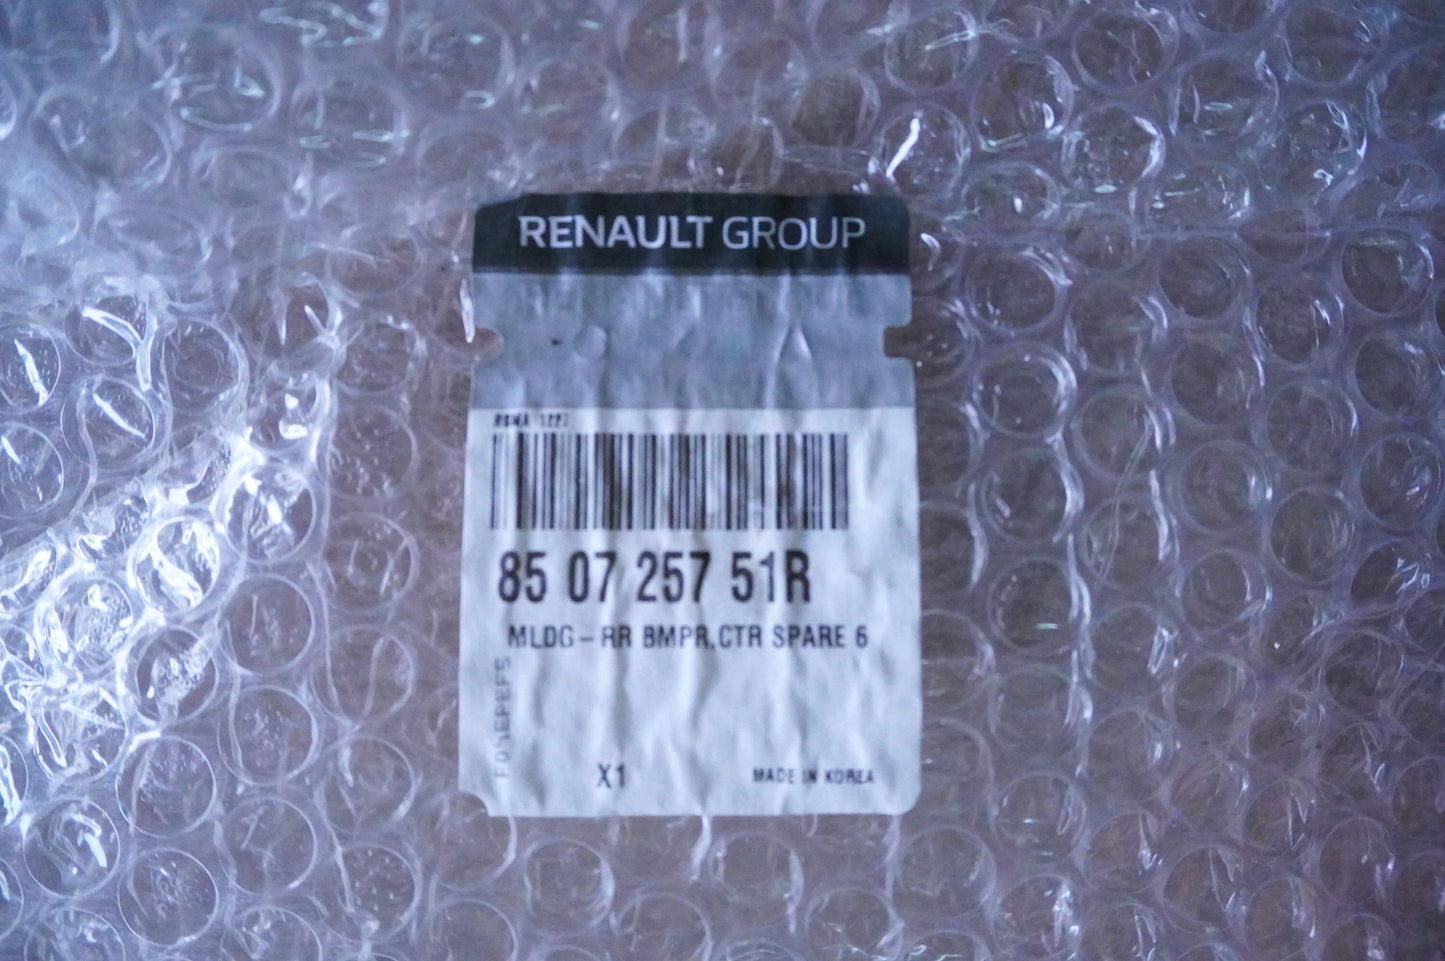 RENAULT GROUP
85 07 257 51R
MLDG-RR BMPR.CTR SPARE 6
X1
MADE IN KOREA